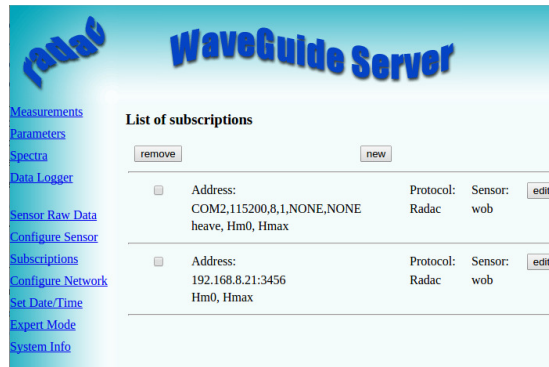 radac
WaveGuide Server
Measurements
Parameters
Spectra
Data Logger
Sensor Raw Data
Configure Sensor
Subscriptions
Configure Network
Set Date/Time
Expert Mode
System Info
List of subscriptions
remove new
Address: Protocol: Sensor: edit
COM2,115200,8,1,NONE,NONE Radac wob
heave, Hm0, Hmax
Address: Protocol: Sensor: edit
192.168.8.21:3456 Radac wob
Hm0, Hmax